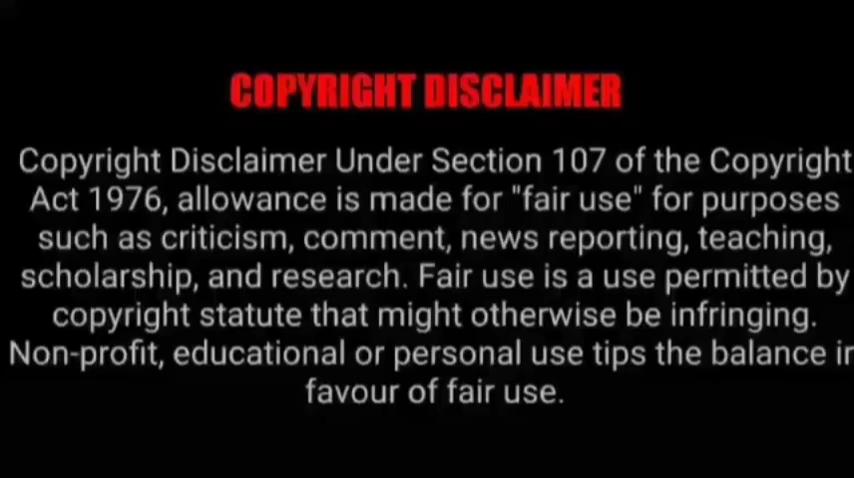 COPYRIGHT DISCLAIMER
Copyright Disclaimer Under Section 107 of the Copyright
Act 1976, allowance is made for "fair use" for purposes
such as criticism, comment, news reporting, teaching,
scholarship, and research. Fair use is a use permitted by
copyright statute that might otherwise be infringing.
Non-profit, educational or personal use tips the balance in
favour of fair use.